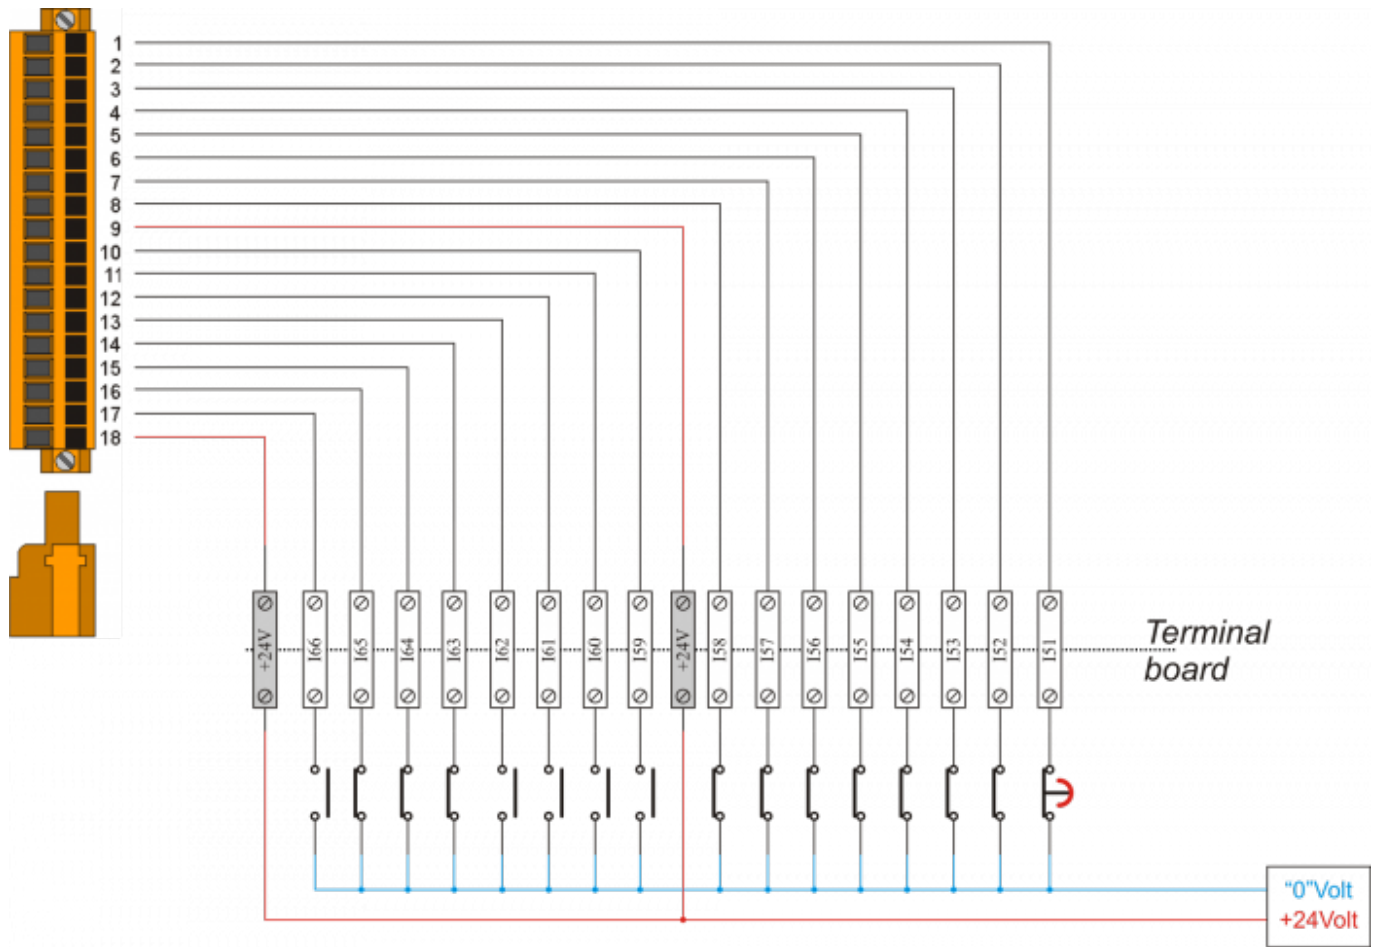 1
2
3
4
5
6
7
8
9
10
11
12
13
14
15
16
17
18
+24V
I66
I65
I64
I63
I62
I61
I60
I59
+24V
I58
I57
I56
I55
I54
I53
I52
I51
Terminal
board
"0"Volt
+24Volt